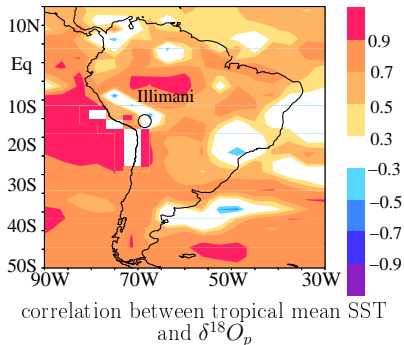 10N
Eq
10S
20S
30S
40S
50S
90W 70W 50W 30W
Illimani
0.9
0.7
0.5
0.3
−0.3
−0.5
−0.7
−0.9
correlation between tropical mean SST
and δ¹⁸Oₚ